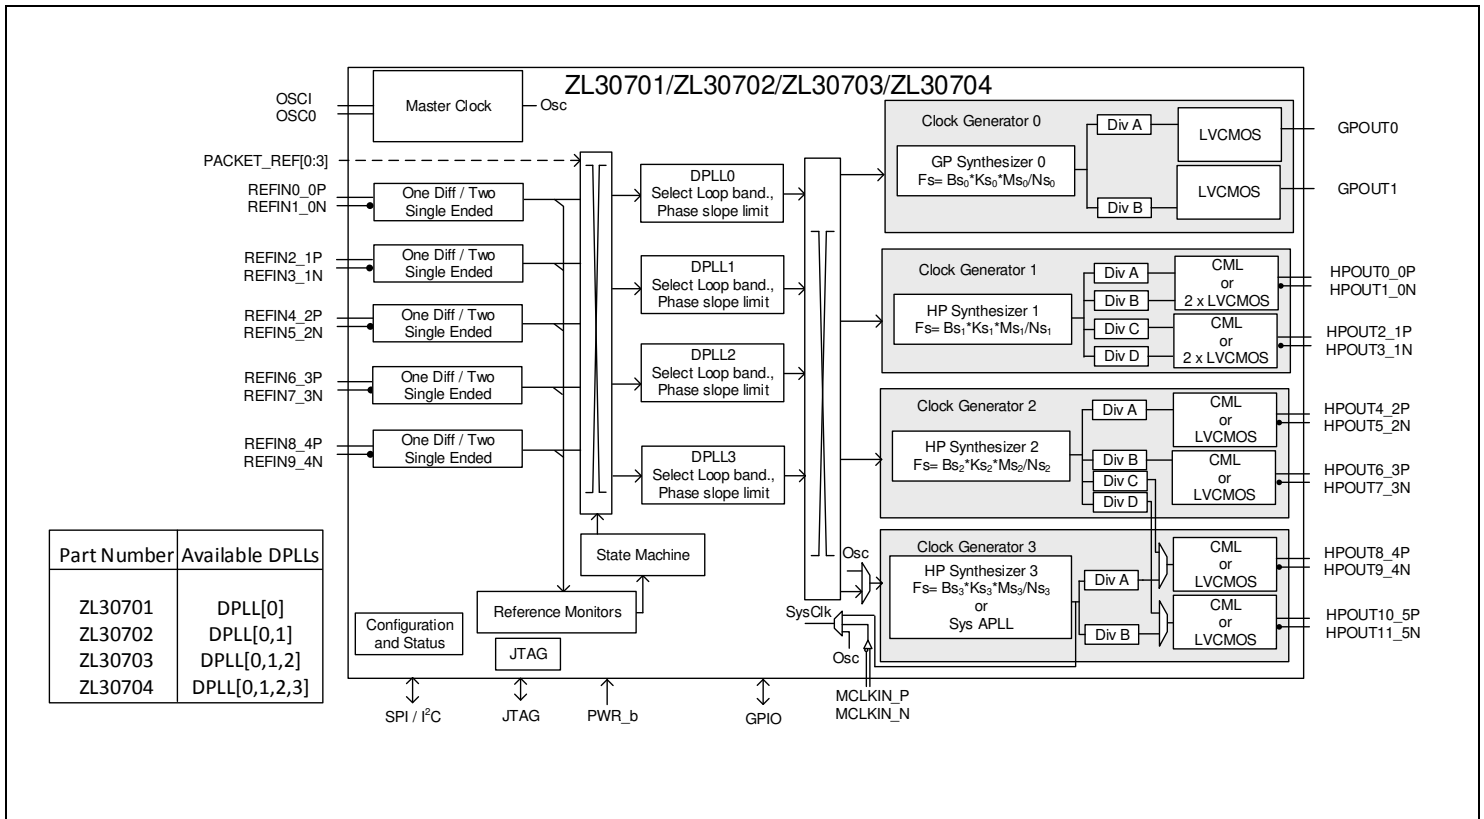 ZL30701/ZL30702/ZL30703/ZL30704
OSCI
OSC0
Master Clock
Osc
PACKET_REF[0:3]
REFIN0_0P
REFIN1_0N
One Diff / Two
Single Ended
REFIN2_1P
REFIN3_1N
One Diff / Two
Single Ended
REFIN4_2P
REFIN5_2N
One Diff / Two
Single Ended
REFIN6_3P
REFIN7_3N
One Diff / Two
Single Ended
REFIN8_4P
REFIN9_4N
One Diff / Two
Single Ended
DPLL0
Select Loop band.,
Phase slope limit
DPLL1
Select Loop band.,
Phase slope limit
DPLL2
Select Loop band.,
Phase slope limit
DPLL3
Select Loop band.,
Phase slope limit
State Machine
Reference Monitors
Configuration
and Status
JTAG
Clock Generator 0
GP Synthesizer 0
Fs= Bs0*Ks0*Ms0/Ns0
Div A
Div B
LVCMOS
LVCMOS
GPOUT0
GPOUT1
Clock Generator 1
HP Synthesizer 1
Fs= Bs1*Ks1*Ms1/Ns1
Div A
Div B
Div C
Div D
CML
or
2 x LVCMOS
CML
or
2 x LVCMOS
HPOUT0_0P
HPOUT1_0N
HPOUT2_1P
HPOUT3_1N
Clock Generator 2
HP Synthesizer 2
Fs= Bs2*Ks2*Ms2/Ns2
Div A
Div B
Div C
Div D
CML
or
LVCMOS
CML
or
LVCMOS
HPOUT4_2P
HPOUT5_2N
HPOUT6_3P
HPOUT7_3N
Osc
Clock Generator 3
HP Synthesizer 3
Fs= Bs3*Ks3*Ms3/Ns3
or
Sys APLL
Div A
Div B
CML
or
LVCMOS
CML
or
LVCMOS
HPOUT8_4P
HPOUT9_4N
HPOUT10_5P
HPOUT11_5N
SysClk
Osc
MCLKIN_P
MCLKIN_N
SPI / I²C
JTAG
PWR_b
GPIO
Part Number Available DPLLs
ZL30701 DPLL[0]
ZL30702 DPLL[0,1]
ZL30703 DPLL[0,1,2]
ZL30704 DPLL[0,1,2,3]